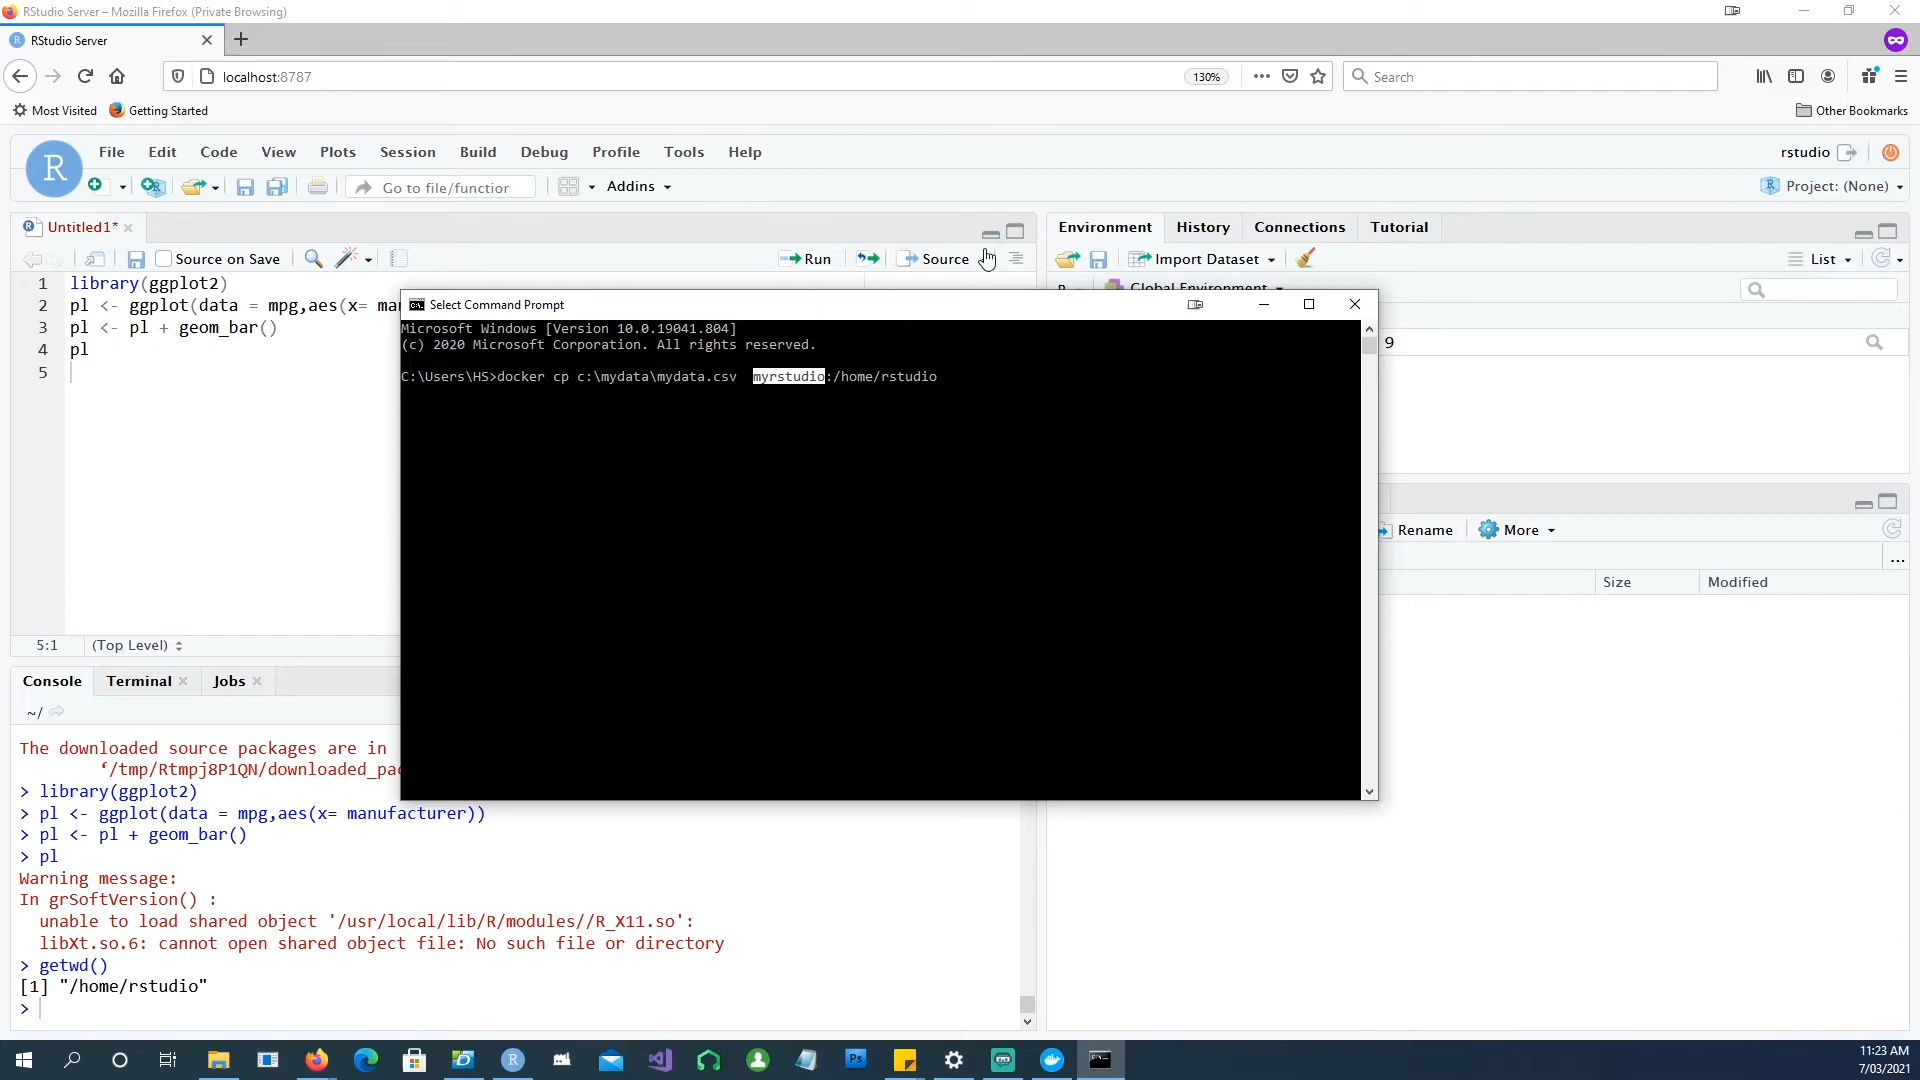 RStudio Server – Mozilla Firefox (Private Browsing)
RStudio Server
localhost:8787
130%
Search
Most Visited
Getting Started
Other Bookmarks
R
File Edit Code View Plots Session Build Debug Profile Tools Help
rstudio
Go to file/function
Addins
Project: (None)
Untitled1*
Source on Save
Run
Source
1 library(ggplot2)
2 pl <- ggplot(data = mpg,aes(x= ma
3 pl <- pl + geom_bar()
4 pl
5
5:1 (Top Level)
Environment History Connections Tutorial
Import Dataset
List
Global Environment
9
Select Command Prompt
Microsoft Windows [Version 10.0.19041.804]
(c) 2020 Microsoft Corporation. All rights reserved.
C:\Users\HS>docker cp c:\mydata\mydata.csv  myrstudio:/home/rstudio
Rename
More
Size Modified
Console Terminal Jobs
~/
The downloaded source packages are in
‘/tmp/Rtmpj8P1QN/downloaded_pac
> library(ggplot2)
> pl <- ggplot(data = mpg,aes(x= manufacturer))
> pl <- pl + geom_bar()
> pl
Warning message:
In grSoftVersion() :
unable to load shared object '/usr/local/lib/R/modules//R_X11.so':
libXt.so.6: cannot open shared object file: No such file or directory
> getwd()
[1] "/home/rstudio"
>
11:23 AM
7/03/2021